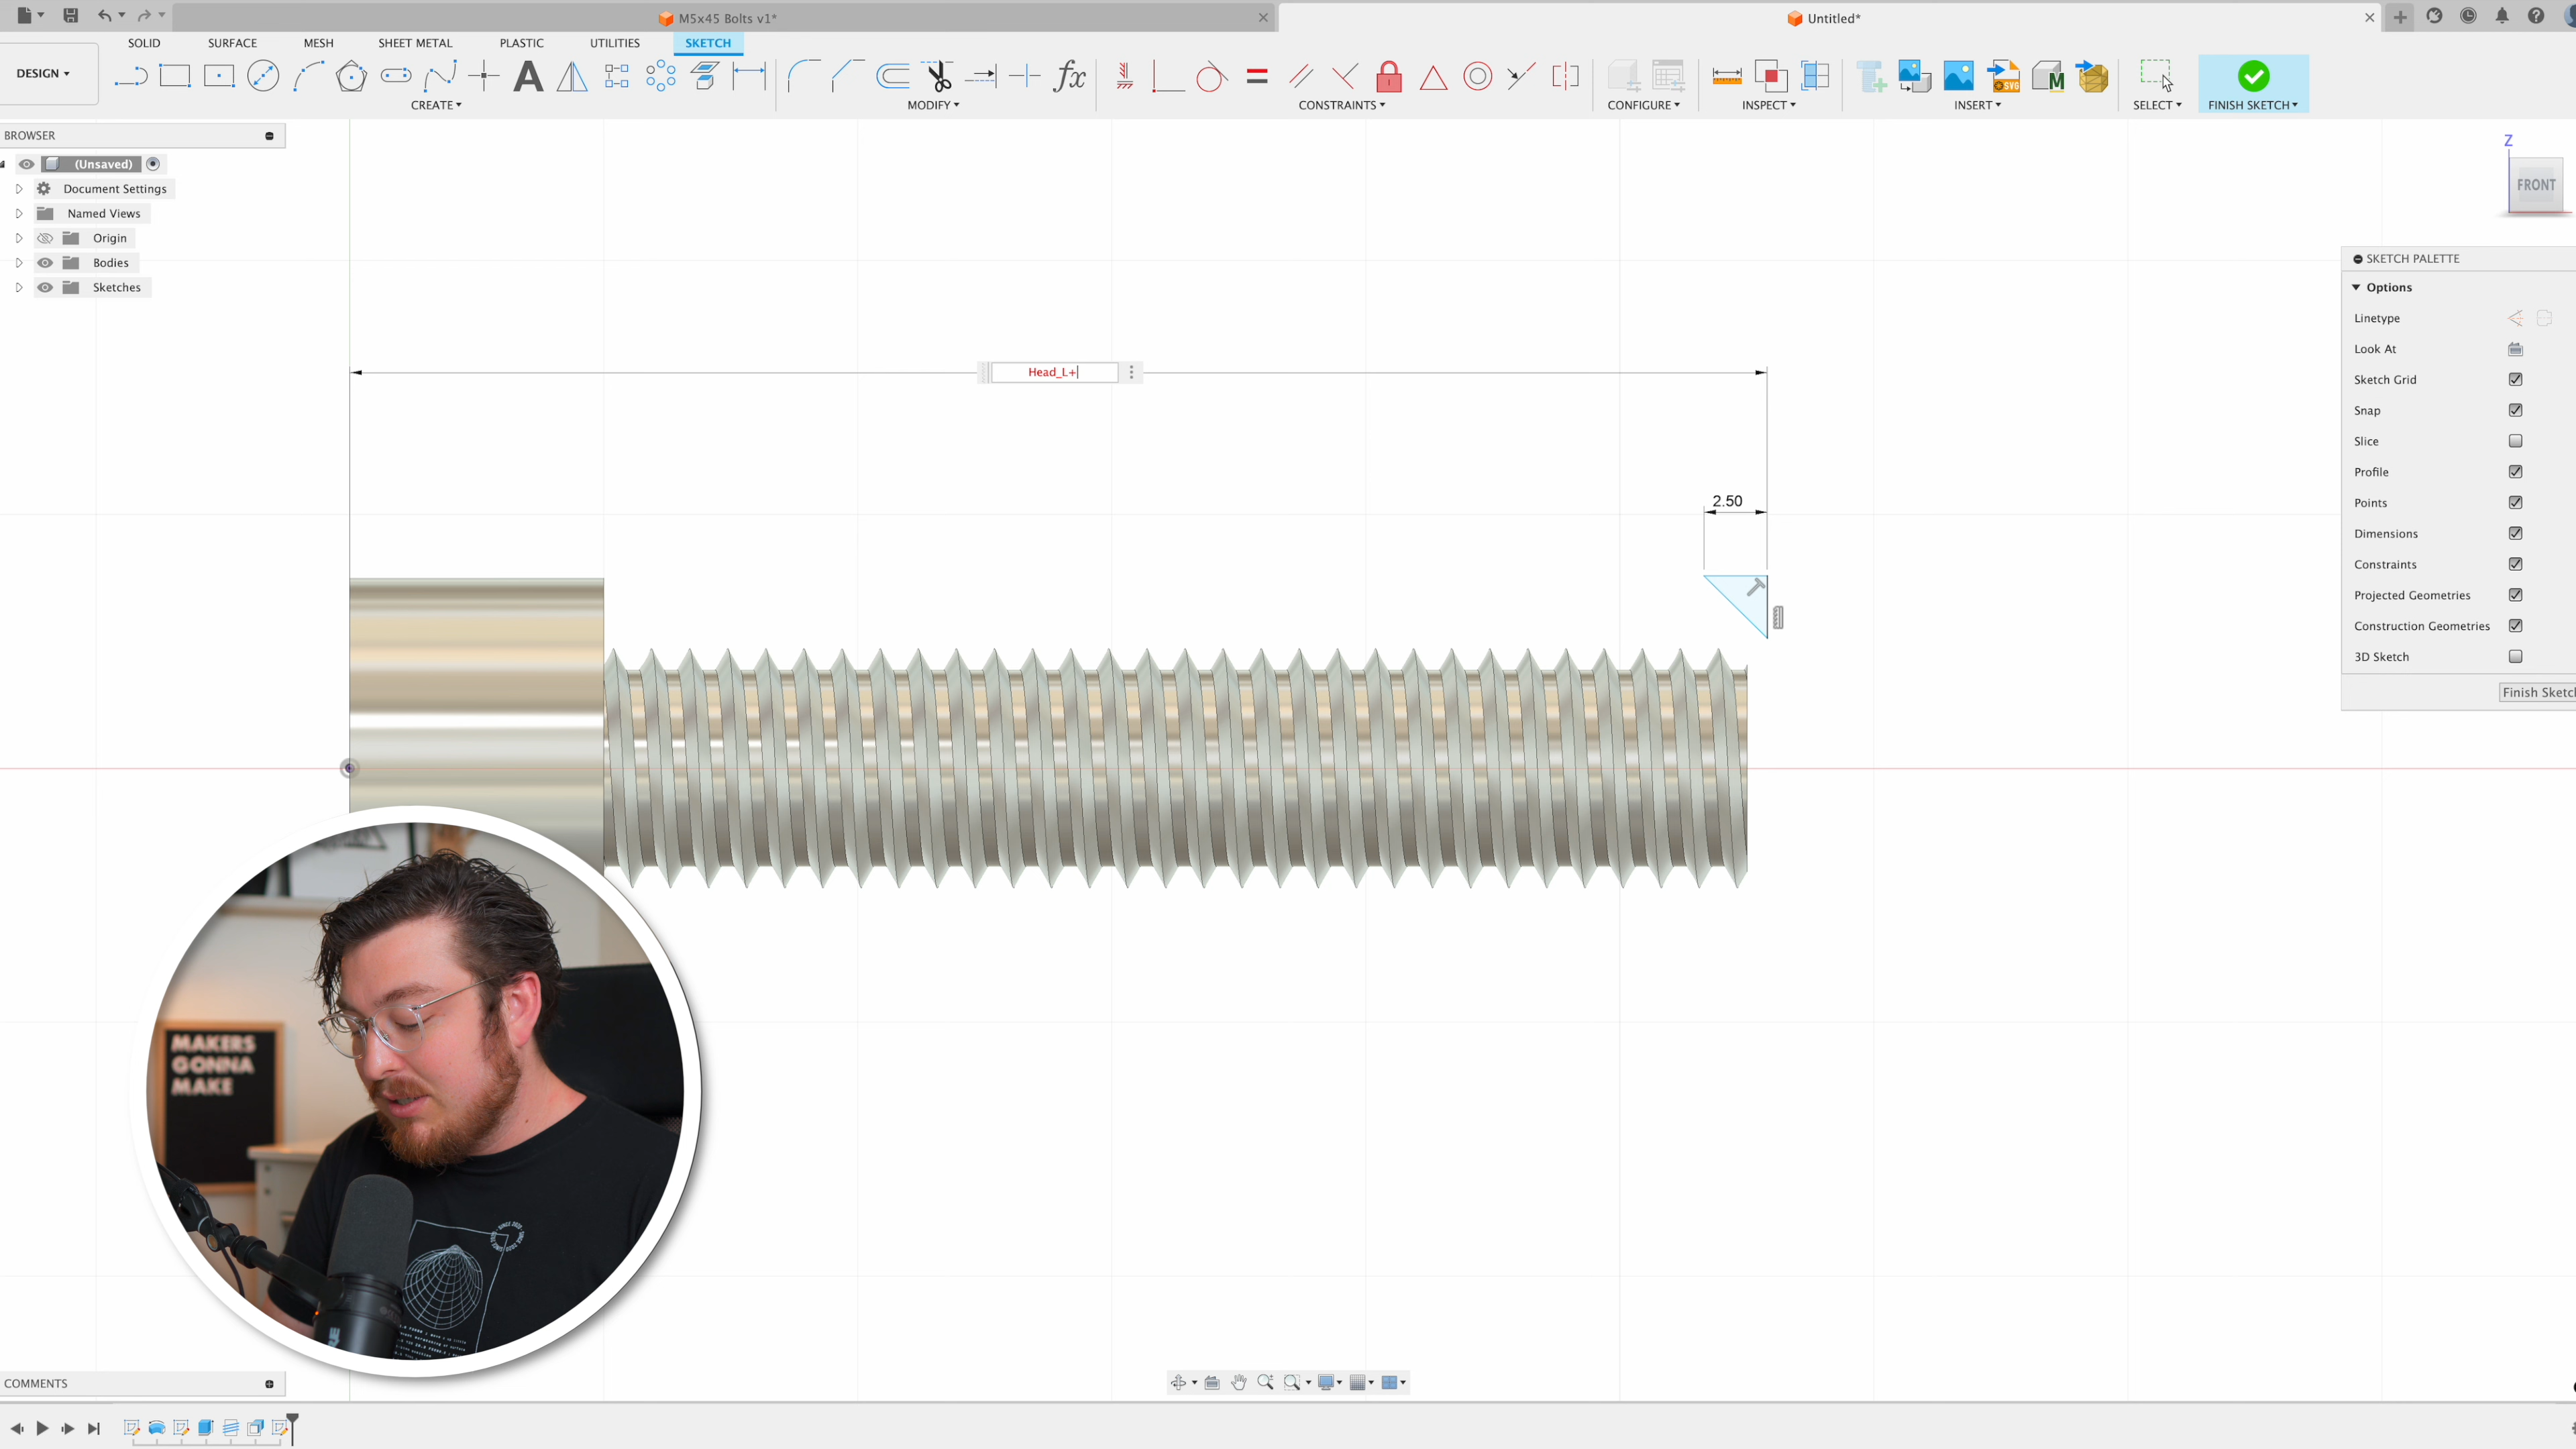 M5x45 Bolts v1*
Untitled*
SOLID
SURFACE
MESH
SHEET METAL
PLASTIC
UTILITIES
SKETCH
DESIGN
CREATE
MODIFY
CONSTRAINTS
CONFIGURE
INSPECT
INSERT
SELECT
FINISH SKETCH
A
fx
SVG
M
BROWSER
(Unsaved)
Document Settings
Named Views
Origin
Bodies
Sketches
Z
FRONT
Head_L+
2.50
SKETCH PALETTE
Options
Linetype
Look At
Sketch Grid
Snap
Slice
Profile
Points
Dimensions
Constraints
Projected Geometries
Construction Geometries
3D Sketch
Finish Sketch
MAKERS
GONNA
MAKE
COMMENTS